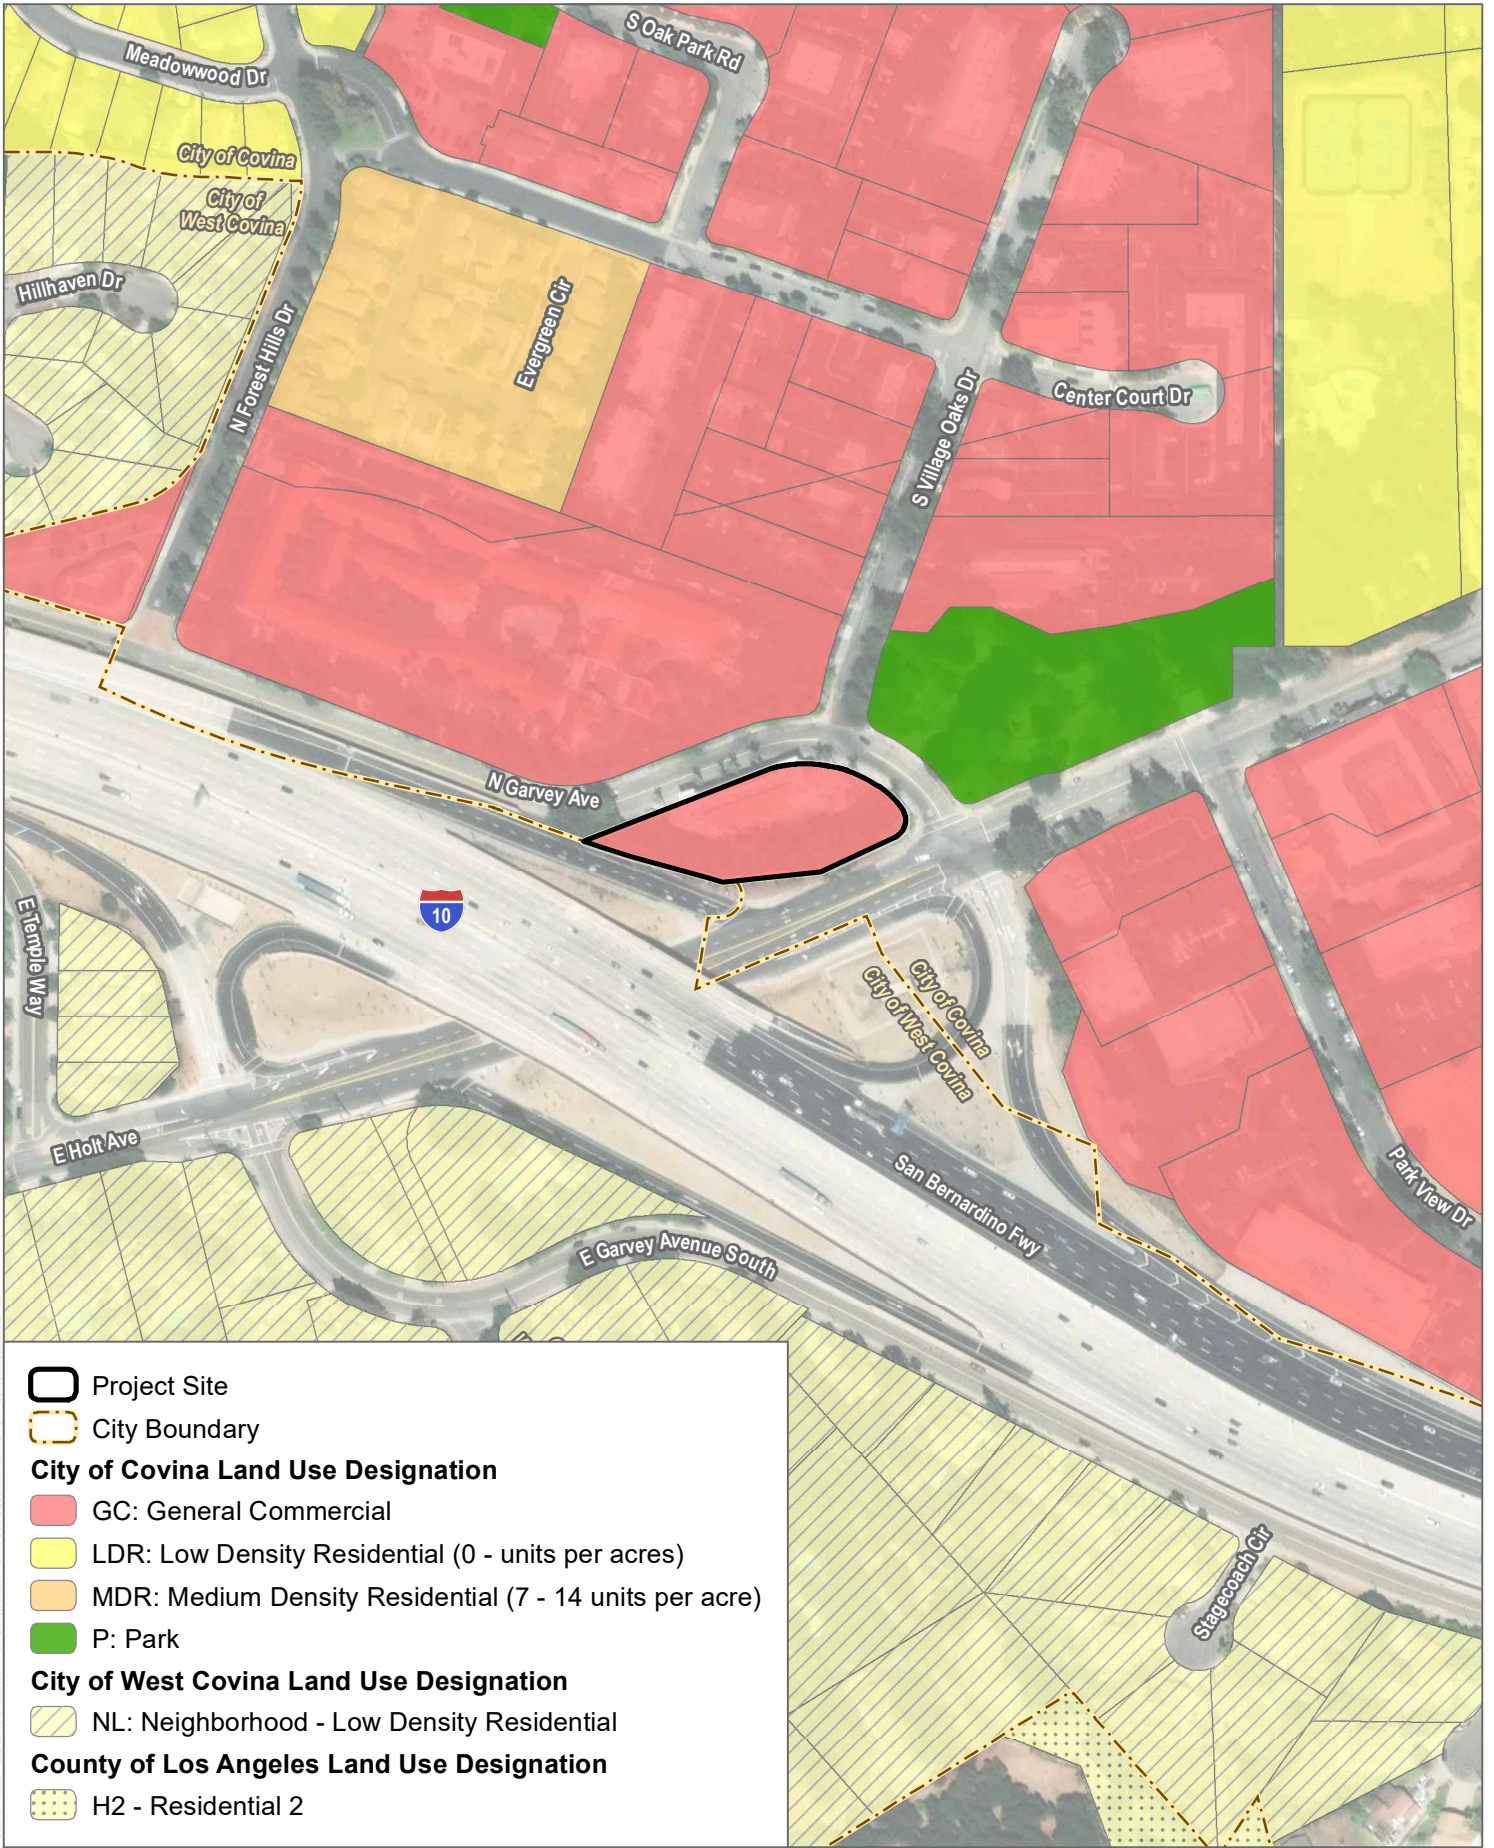 S Oak Park Rd
Meadowwood Dr
City of Covina
City of
West Covina
Hillhaven Dr
N Forest Hills Dr
Evergreen Cir
Center Court Dr
S Village Oaks Dr
N Garvey Ave
10
E Temple Way
City of Covina
City of West Covina
E Holt Ave
San Bernardino Fwy
Park View Dr
E Garvey Avenue South
Stagecoach Cir
Project Site
City Boundary
City of Covina Land Use Designation
GC: General Commercial
LDR: Low Density Residential (0 - units per acres)
MDR: Medium Density Residential (7 - 14 units per acre)
P: Park
City of West Covina Land Use Designation
NL: Neighborhood - Low Density Residential
County of Los Angeles Land Use Designation
H2 - Residential 2